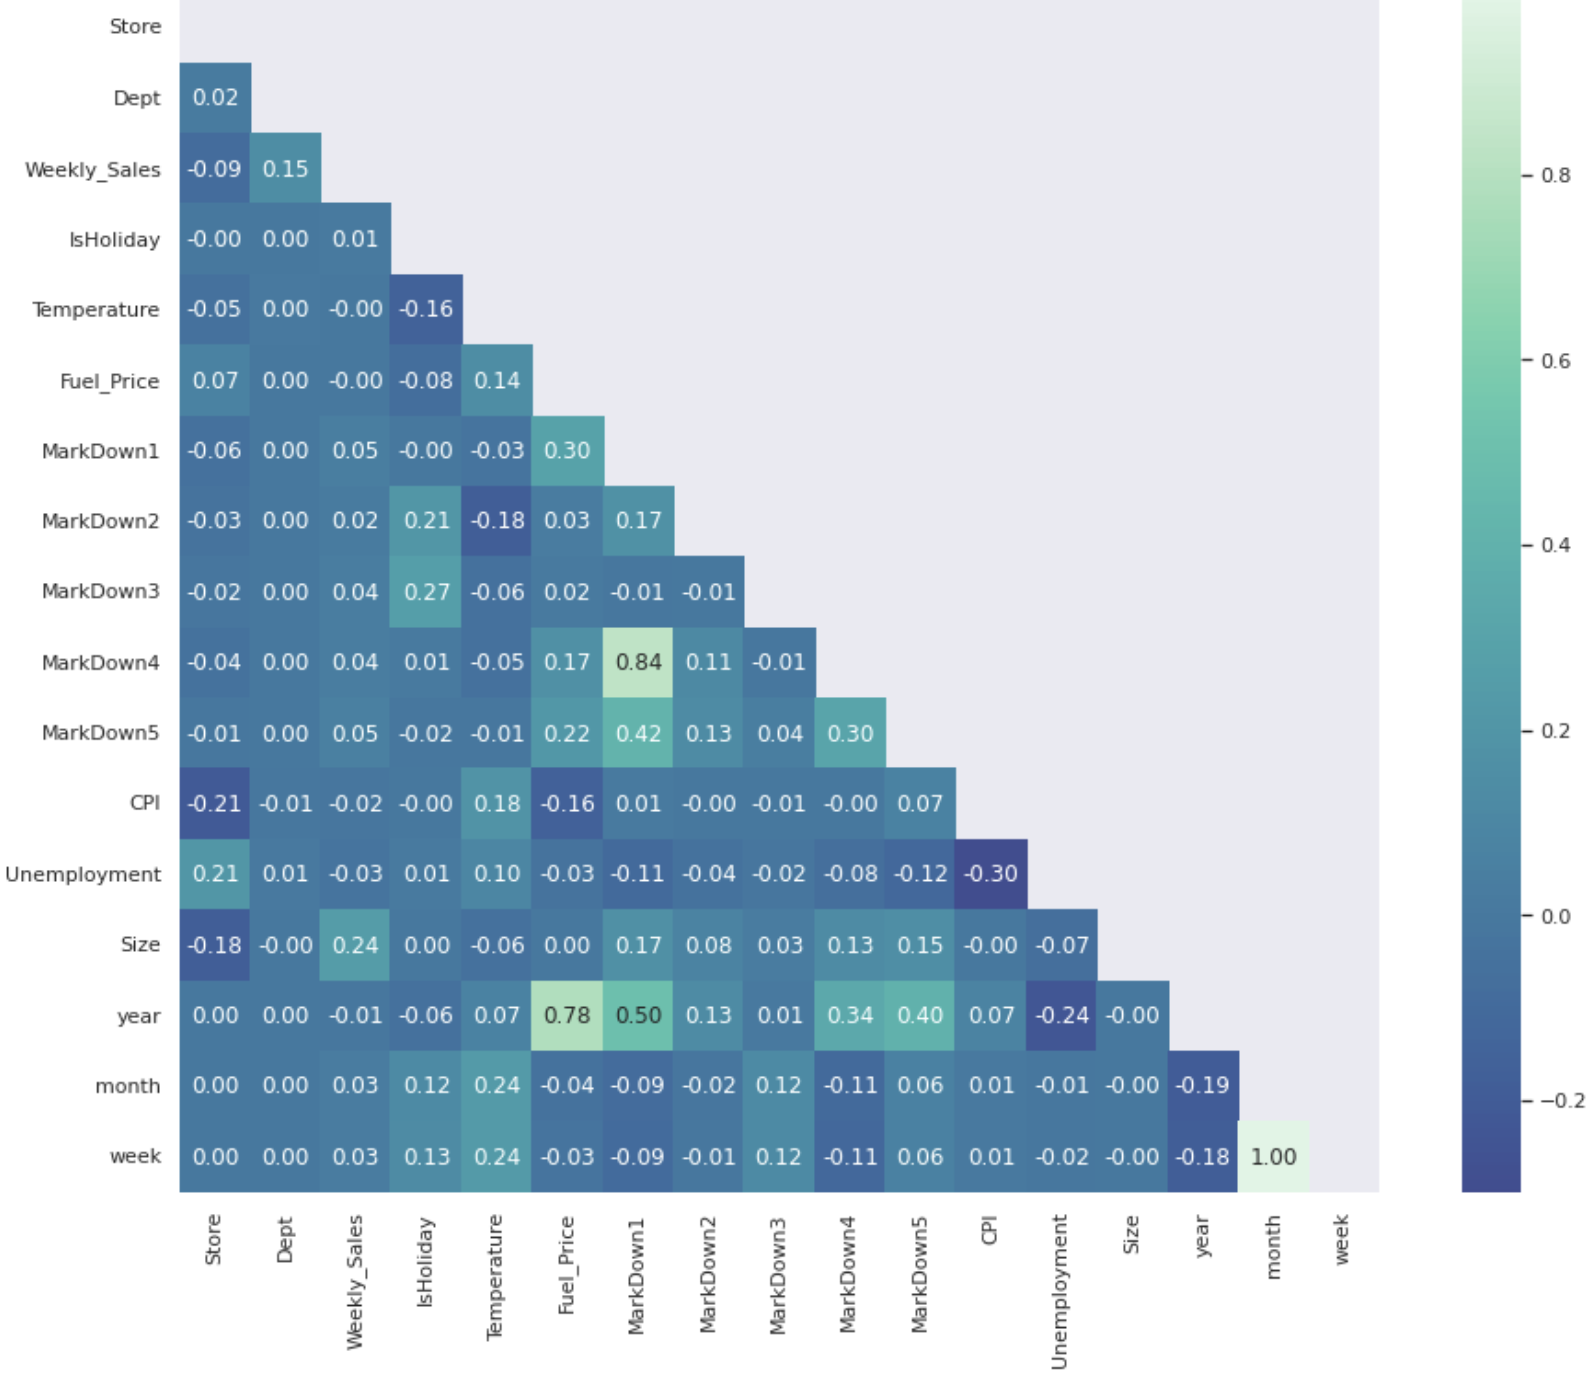 Store
Dept 0.02
Weekly_Sales -0.09 0.15
IsHoliday -0.00 0.00 0.01
Temperature -0.05 0.00 -0.00 -0.16
Fuel_Price 0.07 0.00 -0.00 -0.08 0.14
MarkDown1 -0.06 0.00 0.05 -0.00 -0.03 0.30
MarkDown2 -0.03 0.00 0.02 0.21 -0.18 0.03 0.17
MarkDown3 -0.02 0.00 0.04 0.27 -0.06 0.02 -0.01 -0.01
MarkDown4 -0.04 0.00 0.04 0.01 -0.05 0.17 0.84 0.11 -0.01
MarkDown5 -0.01 0.00 0.05 -0.02 -0.01 0.22 0.42 0.13 0.04 0.30
CPI -0.21 -0.01 -0.02 -0.00 0.18 -0.16 0.01 -0.00 -0.01 -0.00 0.07
Unemployment 0.21 0.01 -0.03 0.01 0.10 -0.03 -0.11 -0.04 -0.02 -0.08 -0.12 -0.30
Size -0.18 -0.00 0.24 0.00 -0.06 0.00 0.17 0.08 0.03 0.13 0.15 -0.00 -0.07
year 0.00 0.00 -0.01 -0.06 0.07 0.78 0.50 0.13 0.01 0.34 0.40 0.07 -0.24 -0.00
month 0.00 0.00 0.03 0.12 0.24 -0.04 -0.09 -0.02 0.12 -0.11 0.06 0.01 -0.01 -0.00 -0.19
week 0.00 0.00 0.03 0.13 0.24 -0.03 -0.09 -0.01 0.12 -0.11 0.06 0.01 -0.02 -0.00 -0.18 1.00
Store
Dept
Weekly_Sales
IsHoliday
Temperature
Fuel_Price
MarkDown1
MarkDown2
MarkDown3
MarkDown4
MarkDown5
CPI
Unemployment
Size
year
month
week
0.8
0.6
0.4
0.2
0.0
−0.2